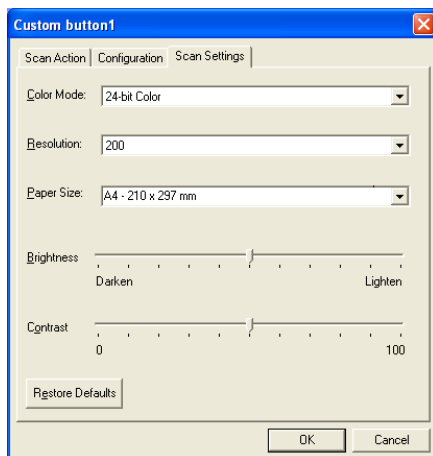 Custom button1
Scan Action Configuration Scan Settings
Color Mode: 24-bit Color
Resolution: 200
Paper Size: A4 - 210 x 297 mm
Brightness
Darken Lighten
Contrast
0 100
Restore Defaults
OK Cancel